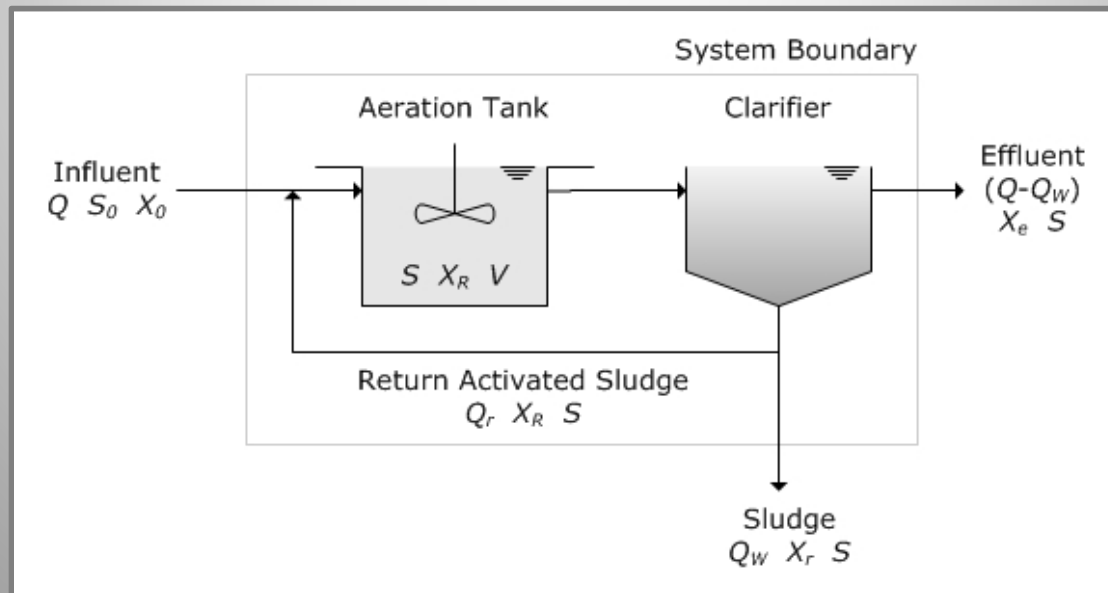 System Boundary
Aeration Tank
Clarifier
Influent
Q S₀ X₀
Effluent
(Q-Q_W)
X_e S
S X_R V
Return Activated Sludge
Q_r X_R S
Sludge
Q_W X_r S